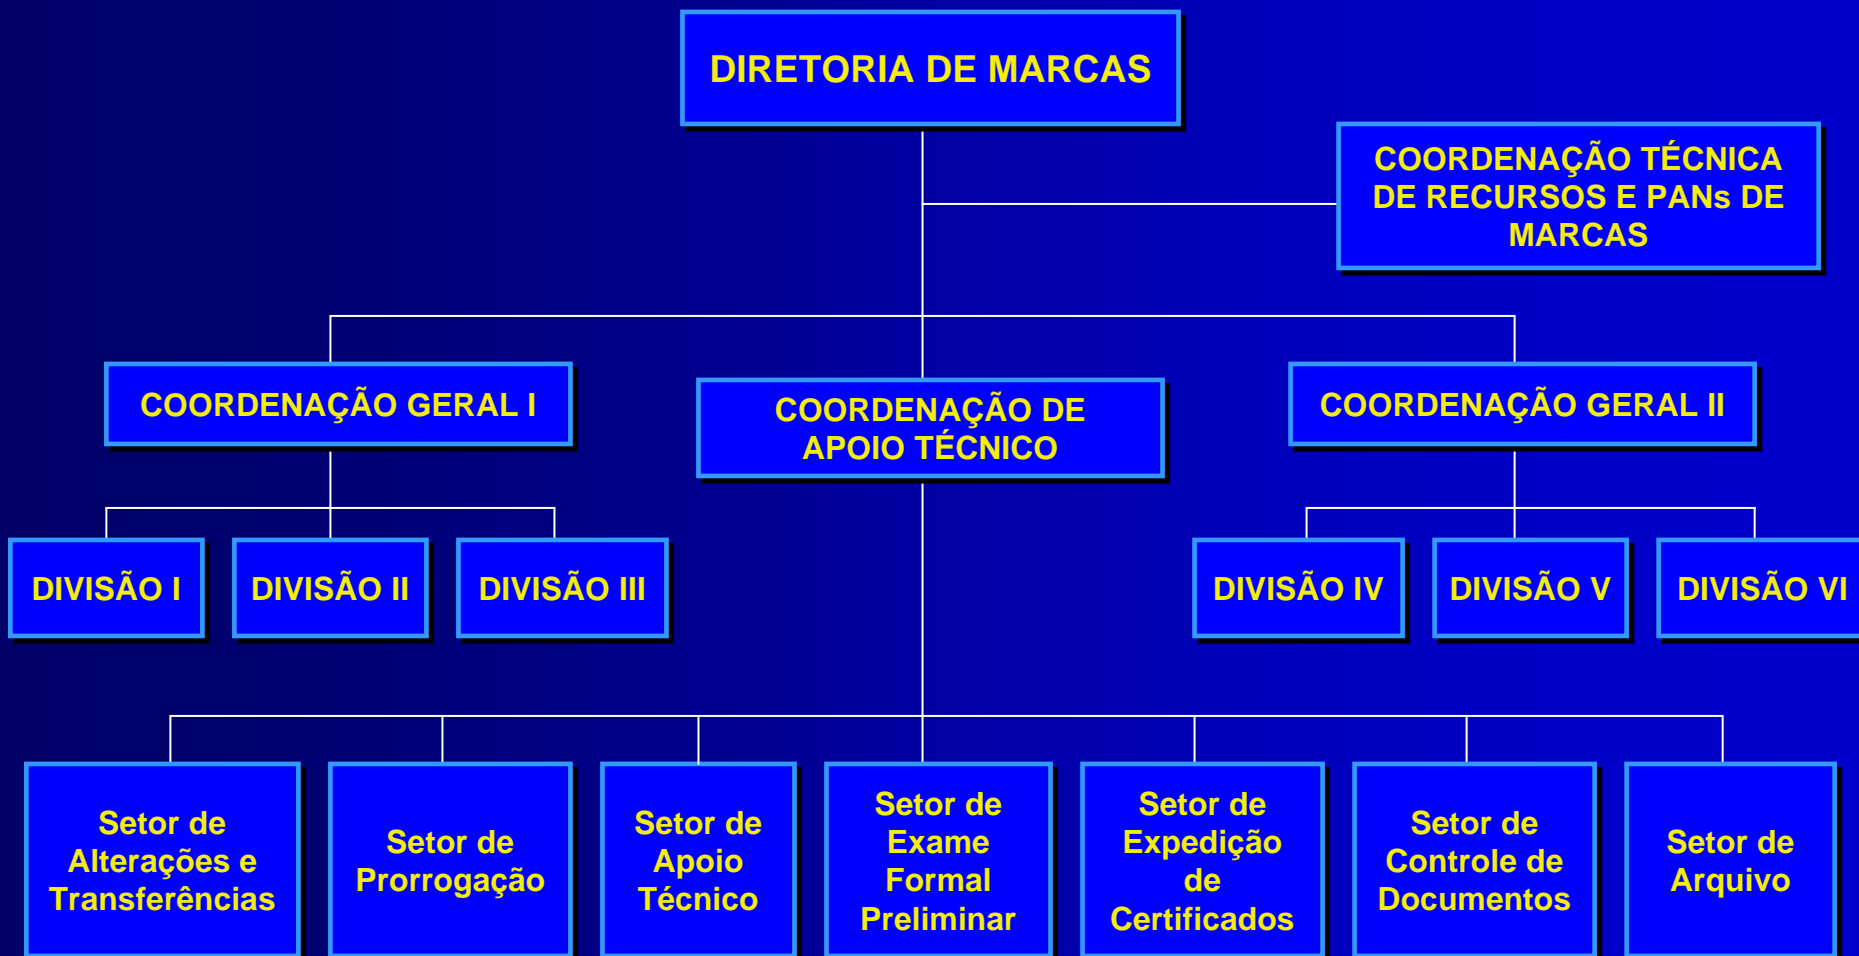 DIRETORIA DE MARCAS
COORDENAÇÃO TÉCNICA
DE RECURSOS E PANs DE
MARCAS
COORDENAÇÃO GERAL I
COORDENAÇÃO DE
APOIO TÉCNICO
COORDENAÇÃO GERAL II
DIVISÃO I
DIVISÃO II
DIVISÃO III
DIVISÃO IV
DIVISÃO V
DIVISÃO VI
Setor de
Alterações e
Transferências
Setor de
Prorrogação
Setor de
Apoio
Técnico
Setor de
Exame
Formal
Preliminar
Setor de
Expedição
de
Certificados
Setor de
Controle de
Documentos
Setor de
Arquivo